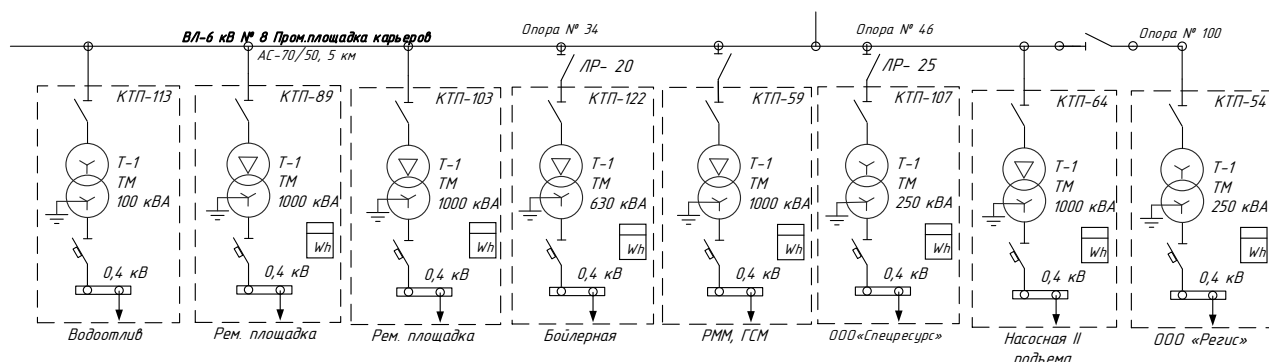 ВЛ-6 кВ № 8 Пром.площадка карьеров
АС-70/50, 5 км
Опора № 34
Опора № 46
Опора № 100
ЛР- 20
ЛР- 25
КТП-113
Т-1
ТМ
100 кВА
0,4 кВ
Водоотлив
КТП-89
Т-1
ТМ
1000 кВА
Wh
0,4 кВ
Рем. площадка
КТП-103
Т-1
ТМ
1000 кВА
Wh
0,4 кВ
Рем. площадка
КТП-122
Т-1
ТМ
630 кВА
Wh
0,4 кВ
Бойлерная
КТП-59
Т-1
ТМ
1000 кВА
Wh
0,4 кВ
РММ, ГСМ
КТП-107
Т-1
ТМ
250 кВА
Wh
0,4 кВ
ООО«Спецресурс»
КТП-64
Т-1
ТМ
1000 кВА
Wh
0,4 кВ
Насосная II
подъема
КТП-54
Т-1
ТМ
250 кВА
Wh
0,4 кВ
ООО «Регис»